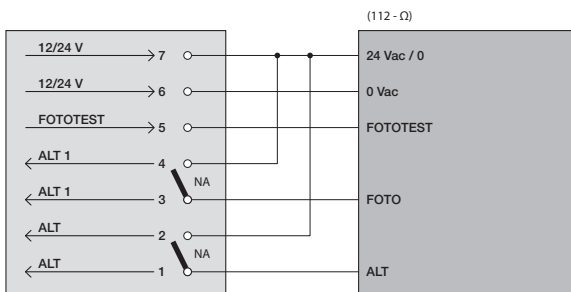 (112 - Ω)
12/24 V 7 24 Vac / 0
12/24 V 6 0 Vac
FOTOTEST 5 FOTOTEST
ALT 1 4
NA
ALT 1 3 FOTO
ALT 2
NA
ALT 1 ALT